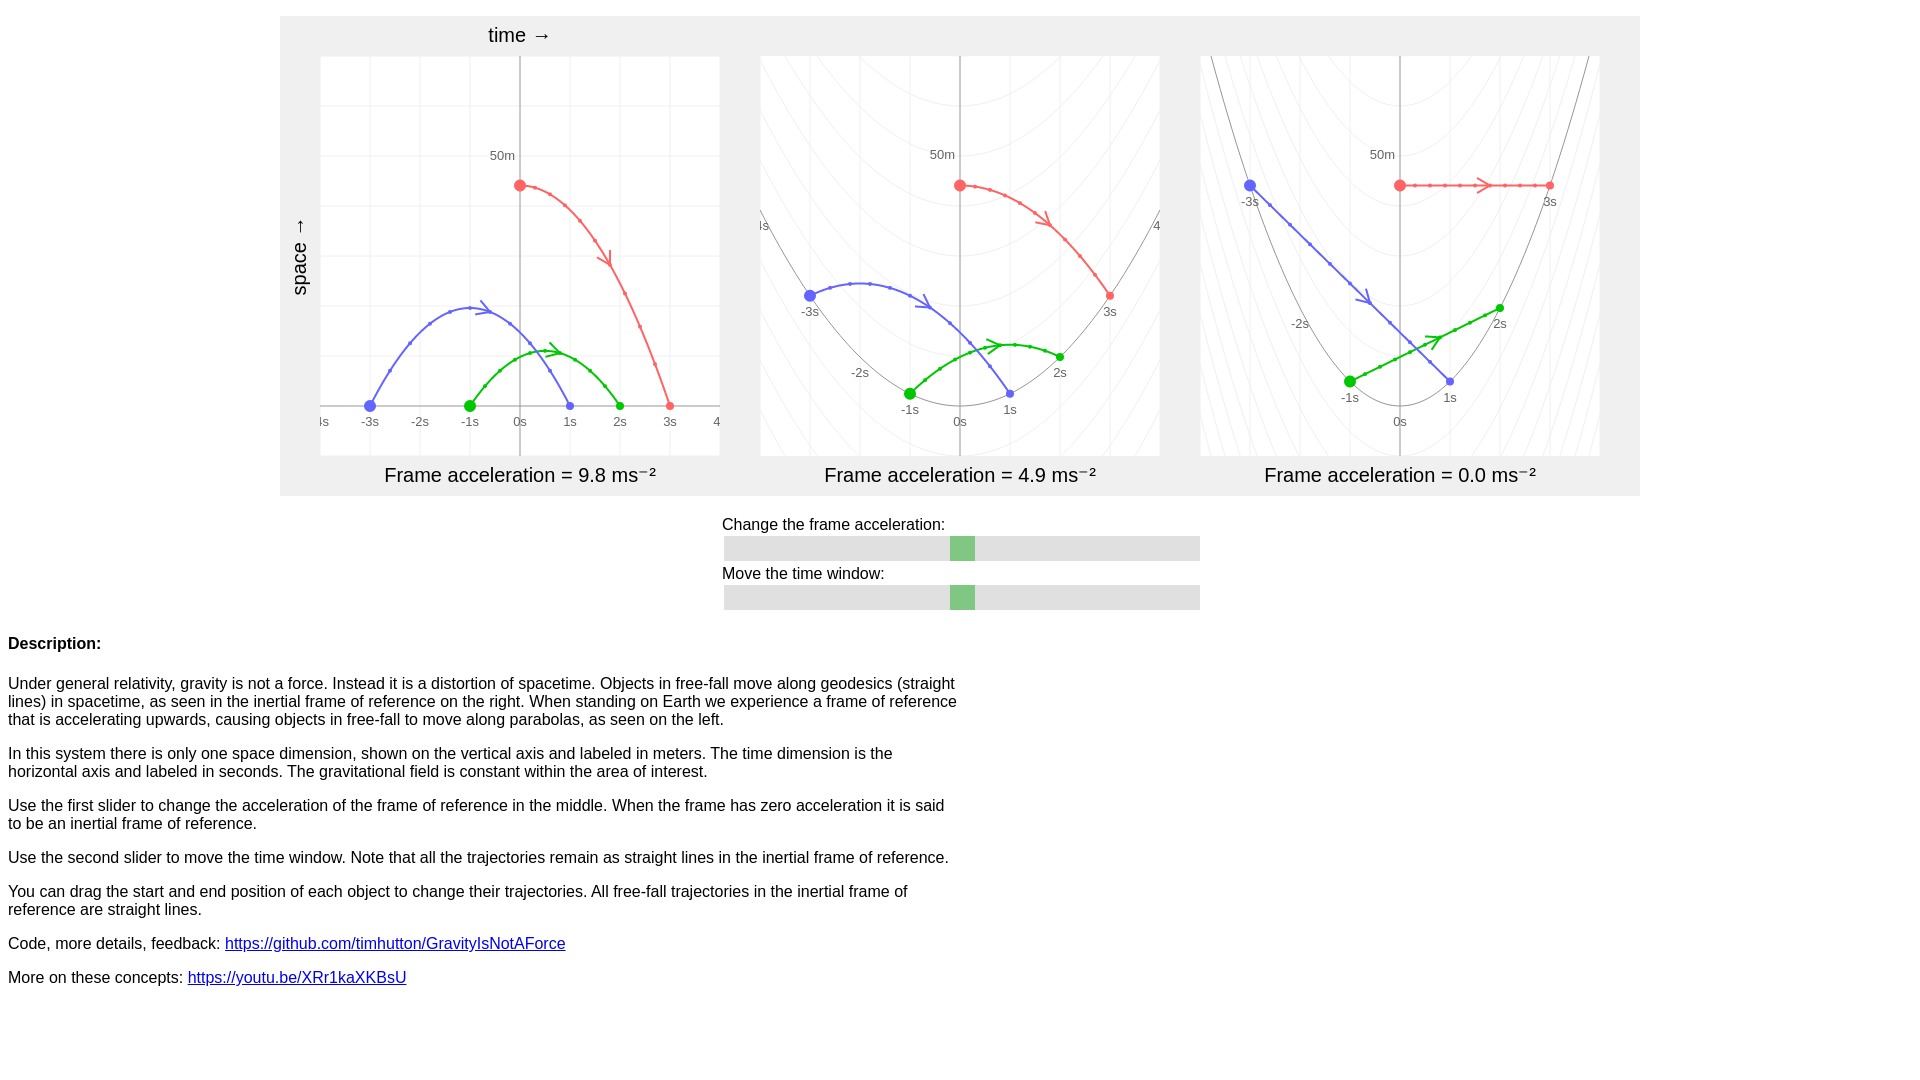 time →
space →
50m
4s -3s -2s -1s 0s 1s 2s 3s 4
Frame acceleration = 9.8 ms⁻²
50m
4s -3s -2s -1s 0s 1s 2s 3s 4
Frame acceleration = 4.9 ms⁻²
50m
-3s -2s -1s 0s 1s 2s 3s
Frame acceleration = 0.0 ms⁻²
Change the frame acceleration:
Move the time window:
Description:
Under general relativity, gravity is not a force. Instead it is a distortion of spacetime. Objects in free-fall move along geodesics (straight
lines) in spacetime, as seen in the inertial frame of reference on the right. When standing on Earth we experience a frame of reference
that is accelerating upwards, causing objects in free-fall to move along parabolas, as seen on the left.
In this system there is only one space dimension, shown on the vertical axis and labeled in meters. The time dimension is the
horizontal axis and labeled in seconds. The gravitational field is constant within the area of interest.
Use the first slider to change the acceleration of the frame of reference in the middle. When the frame has zero acceleration it is said
to be an inertial frame of reference.
Use the second slider to move the time window. Note that all the trajectories remain as straight lines in the inertial frame of reference.
You can drag the start and end position of each object to change their trajectories. All free-fall trajectories in the inertial frame of
reference are straight lines.
Code, more details, feedback: https://github.com/timhutton/GravityIsNotAForce
More on these concepts: https://youtu.be/XRr1kaXKBsU